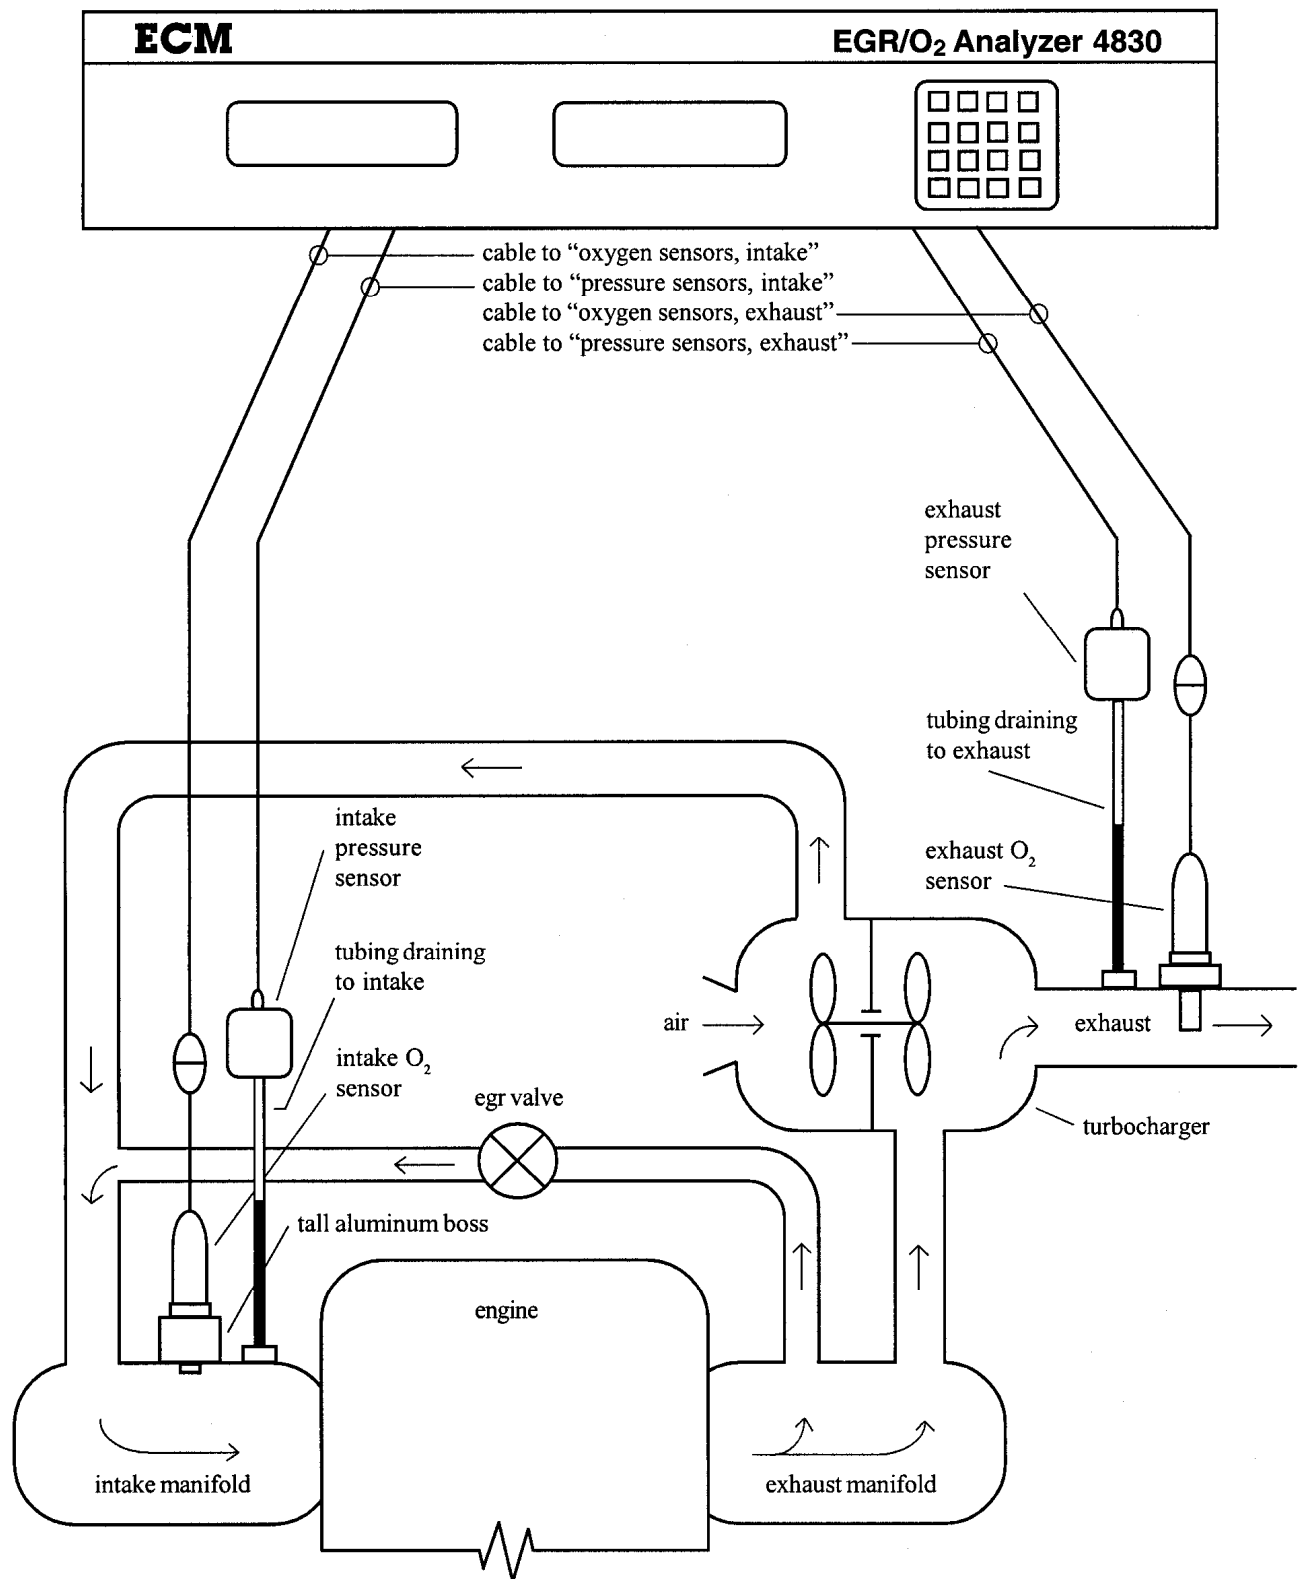 ECM
EGR/O₂ Analyzer 4830
cable to “oxygen sensors, intake”
cable to “pressure sensors, intake”
cable to “oxygen sensors, exhaust”
cable to “pressure sensors, exhaust”
exhaust
pressure
sensor
tubing draining
to exhaust
intake
pressure
sensor
exhaust O₂
sensor
tubing draining
to intake
air
exhaust
intake O₂
sensor
egr valve
turbocharger
tall aluminum boss
engine
intake manifold
exhaust manifold